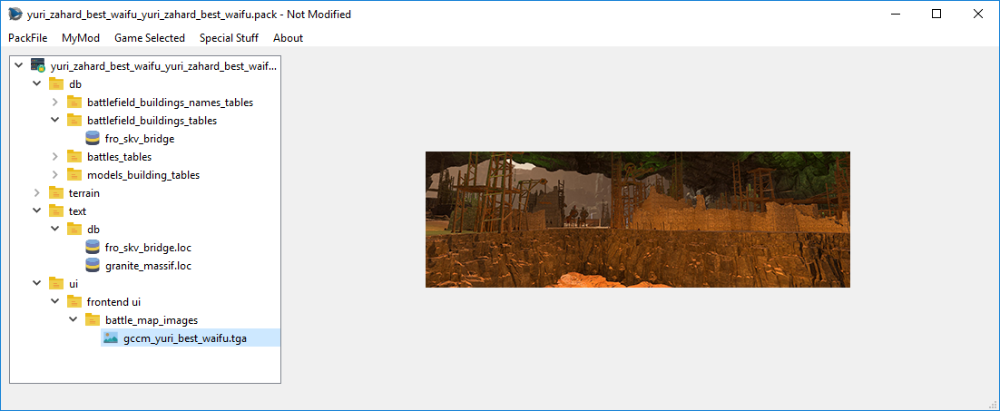 yuri_zahard_best_waifu_yuri_zahard_best_waifu.pack - Not Modified
PackFile MyMod Game Selected Special Stuff About
yuri_zahard_best_waifu_yuri_zahard_best_waif...
db
battlefield_buildings_names_tables
battlefield_buildings_tables
fro_skv_bridge
battles_tables
models_building_tables
terrain
text
db
fro_skv_bridge.loc
granite_massif.loc
ui
frontend ui
battle_map_images
gccm_yuri_best_waifu.tga